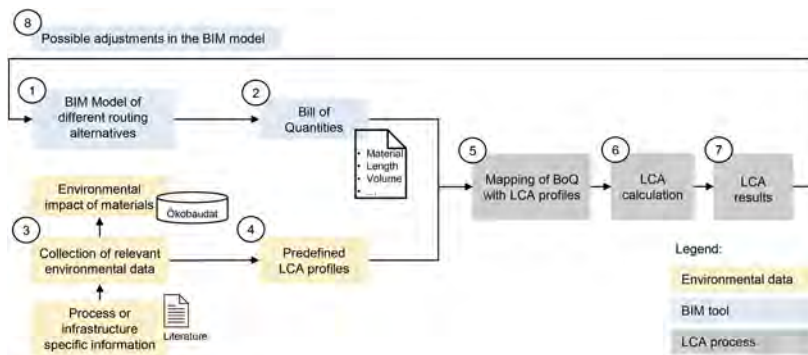 8
Possible adjustments in the BIM model
1
BIM Model of
different routing
alternatives
2
Bill of
Quantities
• Material
• Length
• Volume
• ...
Environmental
impact of materials
Ökobaudat
3
Collection of relevant
environmental data
4
Predefined
LCA profiles
Process or
infrastructure
specific information
Literature
5
Mapping of BoQ
with LCA profiles
6
LCA
calculation
7
LCA
results
Legend:
Environmental data
BIM tool
LCA process